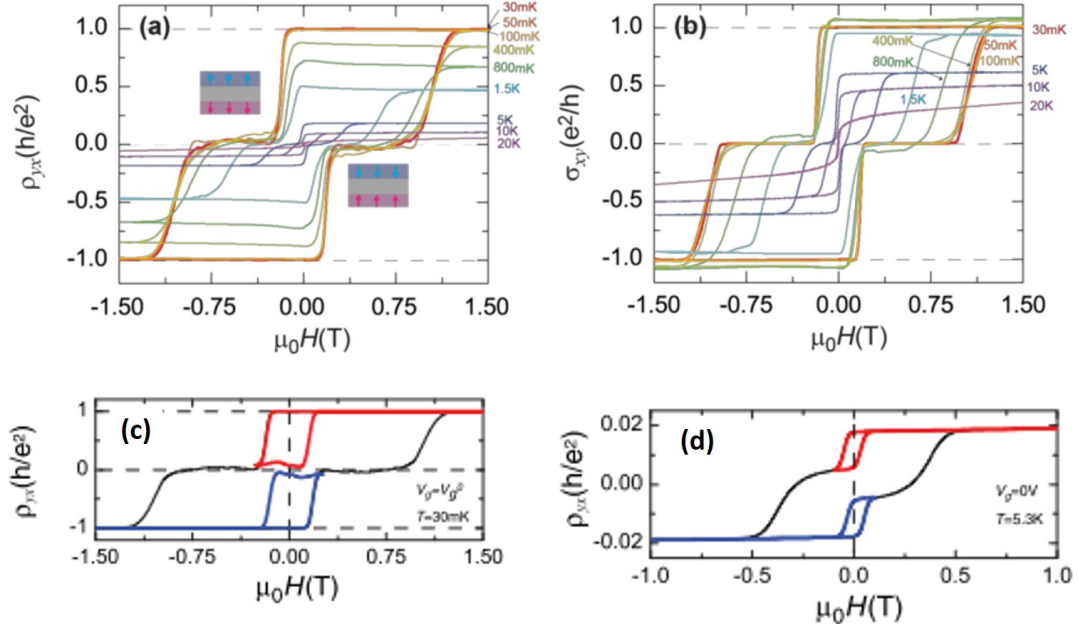 (a)
ρyx(h/e²)
1.0
0.5
0.0
-0.5
-1.0
-1.50 -0.75 0.00 0.75 1.50
μ₀H(T)
30mK
50mK
100mK
400mK
800mK
1.5K
5K
10K
20K
(b)
σxy(e²/h)
1.0
0.5
0.0
-0.5
-1.0
-1.50 -0.75 0.00 0.75 1.50
μ₀H(T)
400mK
50mK
30mK
800mK
100mK
1.5K
5K
10K
20K
(c)
ρyx(h/e²)
1
0
-1
-1.50 -0.75 0.00 0.75 1.50
μ₀H(T)
Vg=Vg⁰
T=30mK
(d)
ρyx(h/e²)
0.02
0.00
-0.02
-1.0 -0.5 0.0 0.5 1.0
μ₀H(T)
Vg=0V
T=5.3K